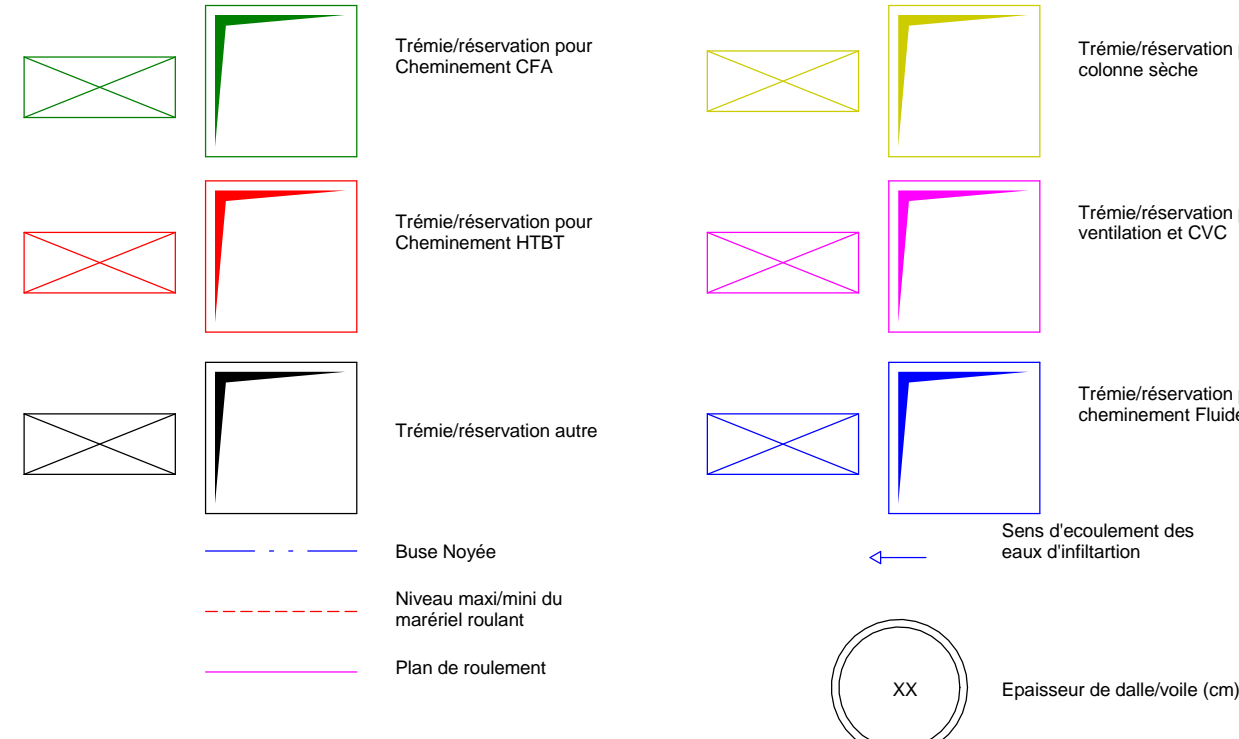 Trémie/réservation pour
Cheminement CFA
Trémie/réservation
colonne sèche
Trémie/réservation pour
Cheminement HTBT
Trémie/réservation
ventilation et CVC
Trémie/réservation autre
Trémie/réservation
cheminement
Buse Noyée
Sens d'ecoulement des
eaux d'infiltartion
Niveau maxi/mini du
marériel roulant
Plan de roulement
XX
Epaisseur de dalle/voile (cm)